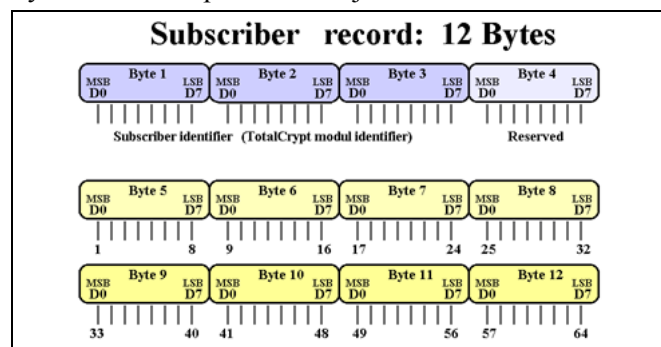 Subscriber record: 12 Bytes
MSB Byte 1 LSB MSB Byte 2 LSB MSB Byte 3 LSB MSB Byte 4 LSB
D0 D7 D0 D7 D0 D7 D0 D7
Subscriber identifier (TotalCrypt modul identifier) Reserved
MSB Byte 5 LSB MSB Byte 6 LSB MSB Byte 7 LSB MSB Byte 8 LSB
D0 D7 D0 D7 D0 D7 D0 D7
1 8 9 16 17 24 25 32
MSB Byte 9 LSB MSB Byte 10 LSB MSB Byte 11 LSB MSB Byte 12 LSB
D0 D7 D0 D7 D0 D7 D0 D7
33 40 41 48 49 56 57 64